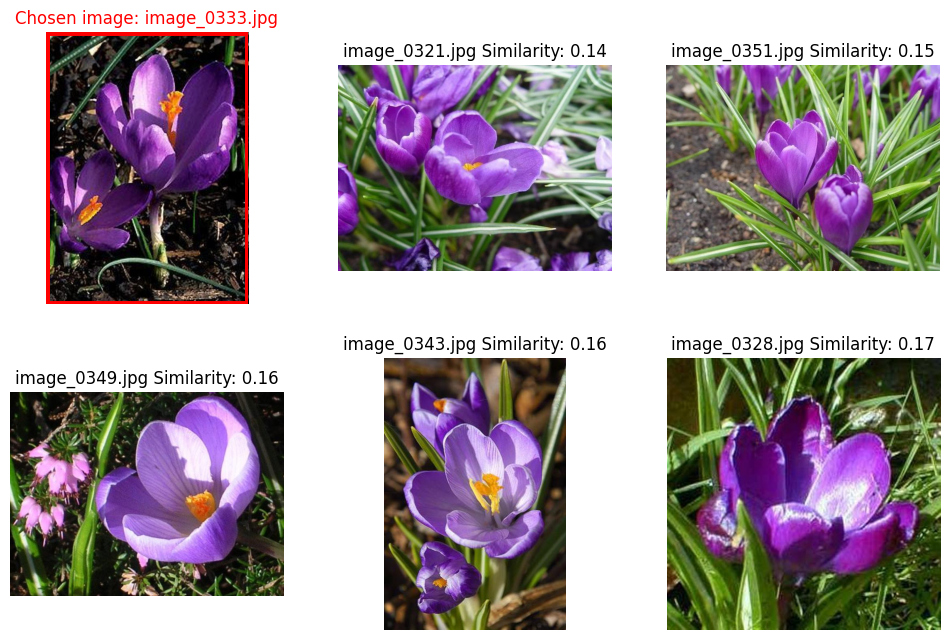 Chosen image: image_0333.jpg
image_0321.jpg Similarity: 0.14
image_0351.jpg Similarity: 0.15
image_0349.jpg Similarity: 0.16
image_0343.jpg Similarity: 0.16
image_0328.jpg Similarity: 0.17